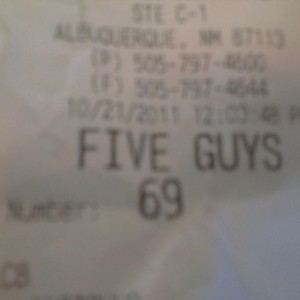 STE C-1
ALBUQUERQUE, NM 87113
(P) 505-797-4600
(F) 505-797-4644
10/21/2011 12:03:48 P
FIVE GUYS
Number: 69
CB